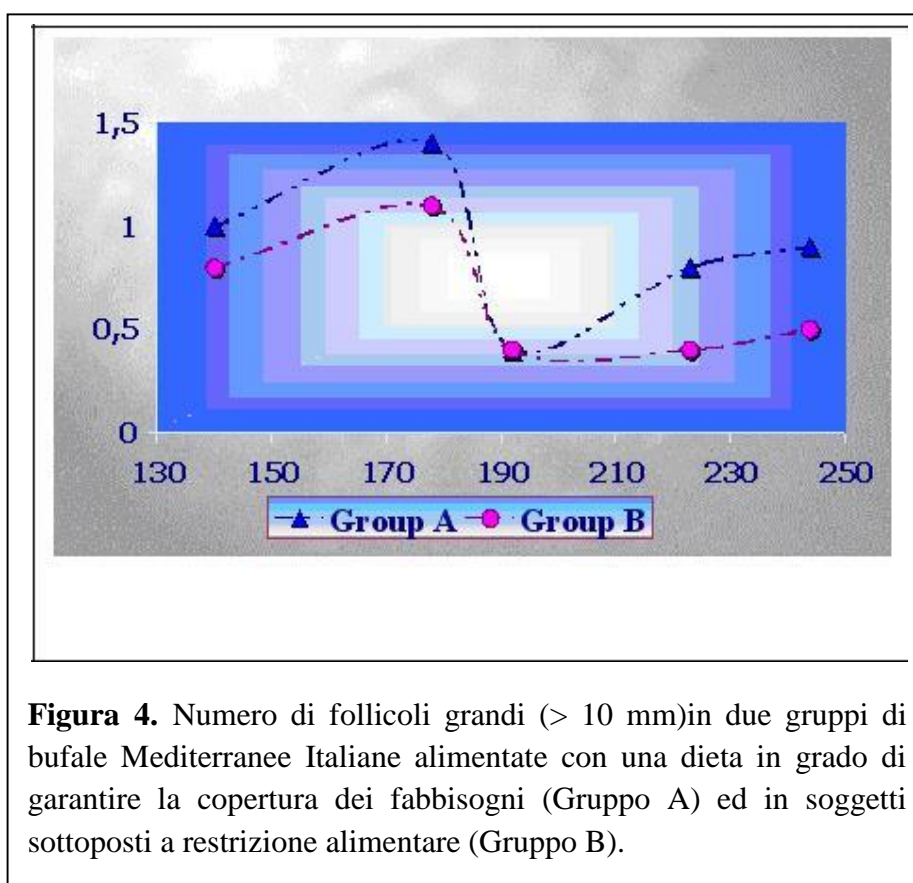 1,5
1
0,5
0
130 150 170 190 210 230 250
Group A Group B
Figura 4. Numero di follicoli grandi (> 10 mm)in due gruppi di
bufale Mediterranee Italiane alimentate con una dieta in grado di
garantire la copertura dei fabbisogni (Gruppo A) ed in soggetti
sottoposti a restrizione alimentare (Gruppo B).